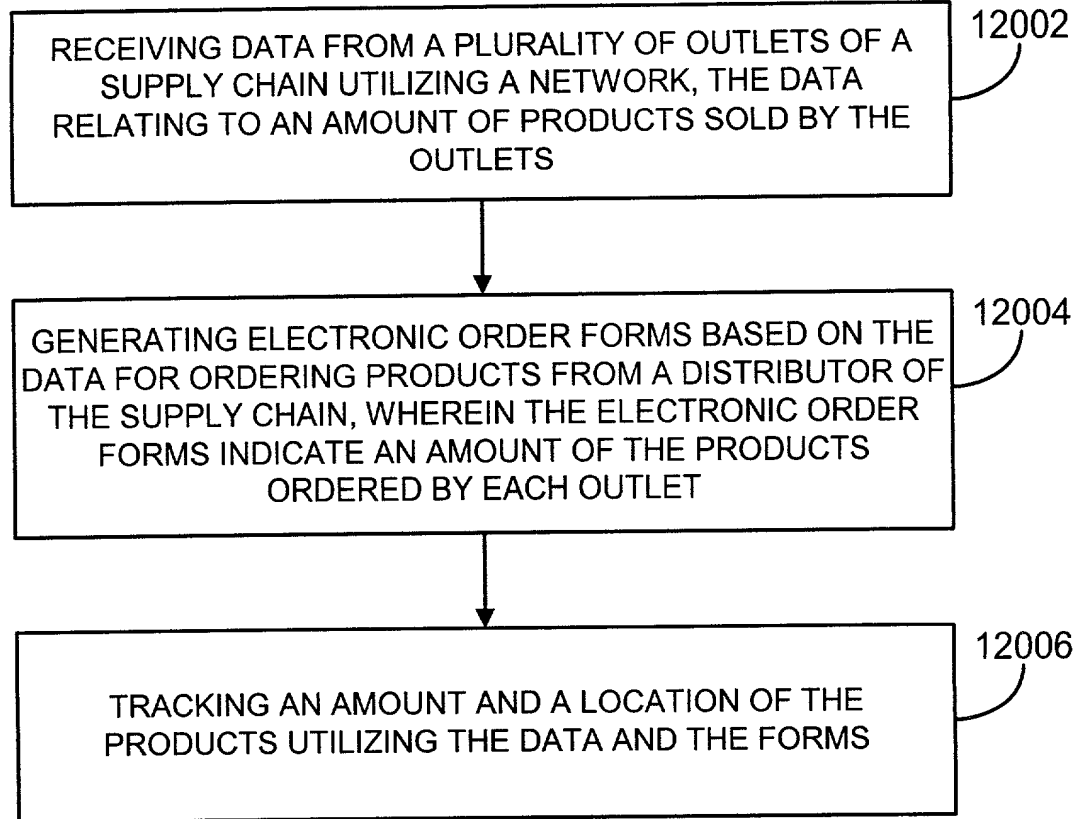 12002
RECEIVING DATA FROM A PLURALITY OF OUTLETS OF A
SUPPLY CHAIN UTILIZING A NETWORK, THE DATA
RELATING TO AN AMOUNT OF PRODUCTS SOLD BY THE
OUTLETS
12004
GENERATING ELECTRONIC ORDER FORMS BASED ON THE
DATA FOR ORDERING PRODUCTS FROM A DISTRIBUTOR OF
THE SUPPLY CHAIN, WHEREIN THE ELECTRONIC ORDER
FORMS INDICATE AN AMOUNT OF THE PRODUCTS
ORDERED BY EACH OUTLET
12006
TRACKING AN AMOUNT AND A LOCATION OF THE
PRODUCTS UTILIZING THE DATA AND THE FORMS